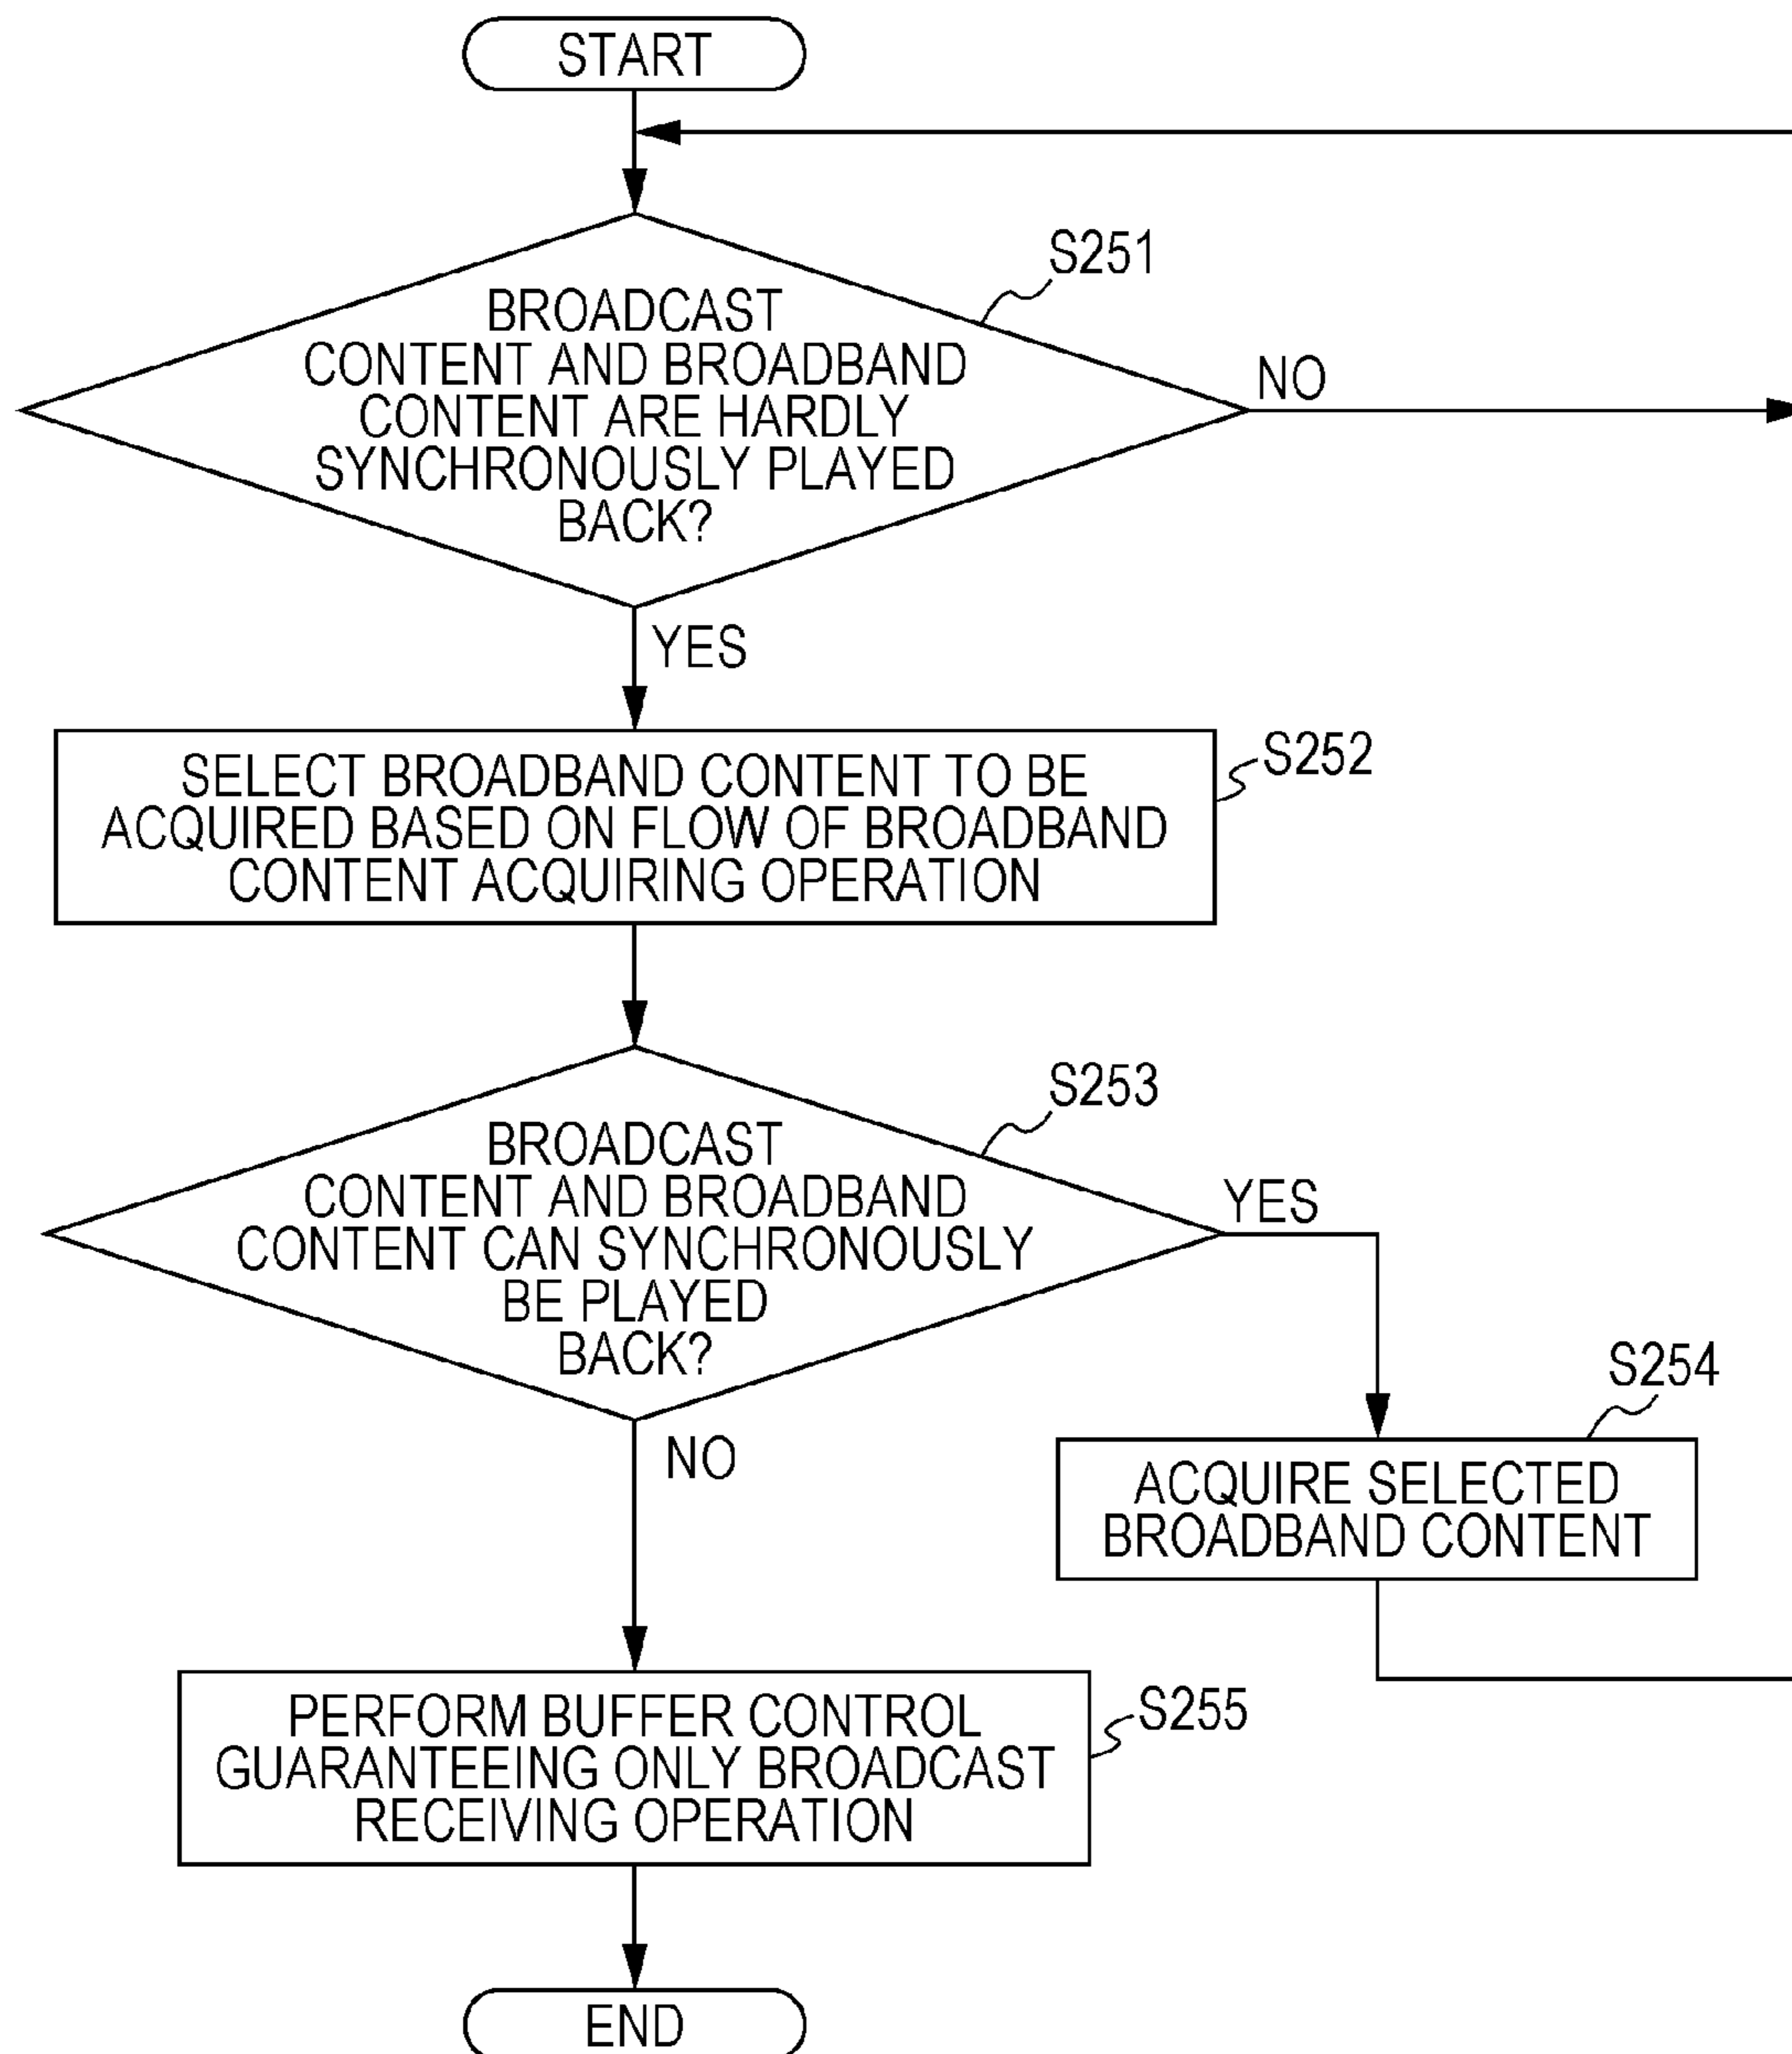 START
S251
BROADCAST
CONTENT AND BROADBAND
CONTENT ARE HARDLY
SYNCHRONOUSLY PLAYED
BACK?
NO
YES
S252
SELECT BROADBAND CONTENT TO BE
ACQUIRED BASED ON FLOW OF BROADBAND
CONTENT ACQUIRING OPERATION
S253
BROADCAST
CONTENT AND BROADBAND
CONTENT CAN SYNCHRONOUSLY
BE PLAYED
BACK?
YES
NO
S254
ACQUIRE SELECTED
BROADBAND CONTENT
S255
PERFORM BUFFER CONTROL
GUARANTEEING ONLY BROADCAST
RECEIVING OPERATION
END